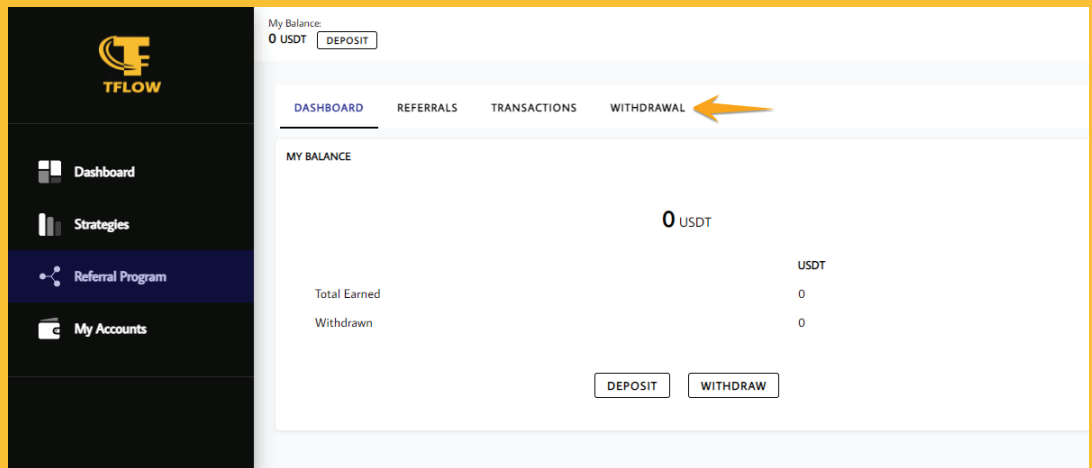 TFLOW
Dashboard
Strategies
Referral Program
My Accounts
My Balance:
0 USDT DEPOSIT
DASHBOARD REFERRALS TRANSACTIONS WITHDRAWAL
MY BALANCE
0 USDT
USDT
Total Earned 0
Withdrawn 0
DEPOSIT WITHDRAW